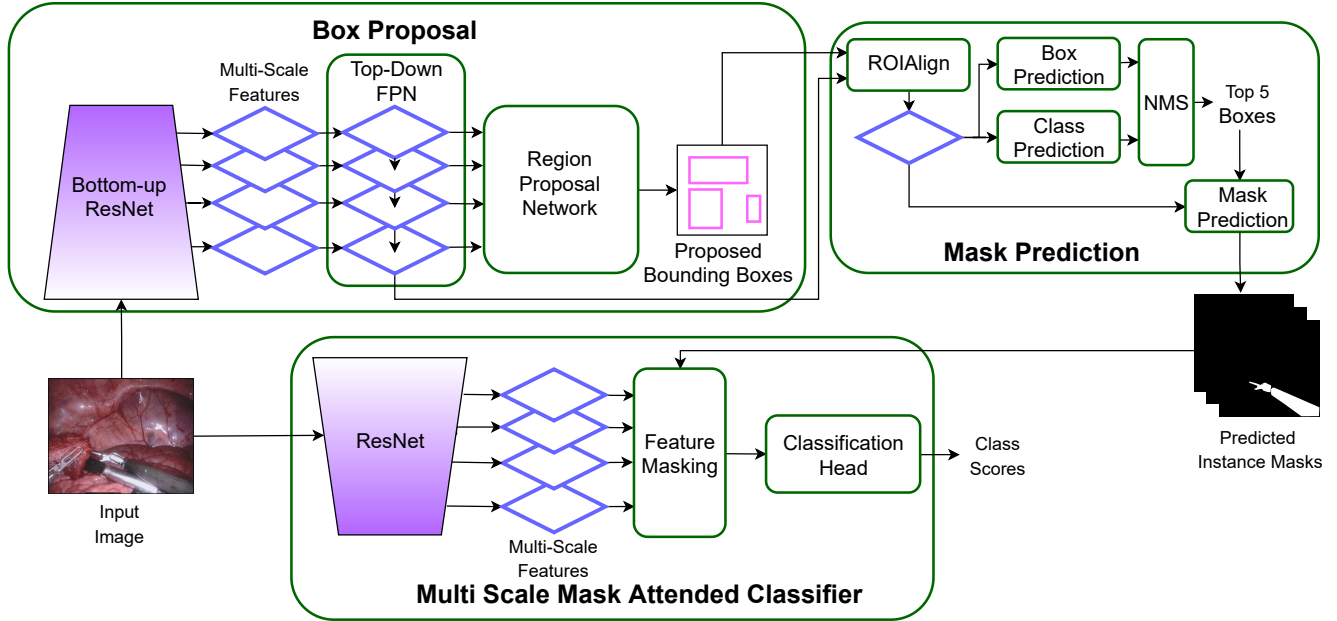 Box Proposal
Multi-Scale
Features
Top-Down
FPN
Bottom-up
ResNet
Region
Proposal
Network
Proposed
Bounding Boxes
ROIAlign
Box
Prediction
Class
Prediction
NMS
Top 5
Boxes
Mask
Prediction
Mask Prediction
Input
Image
ResNet
Multi-Scale
Features
Feature
Masking
Classification
Head
Class
Scores
Predicted
Instance Masks
Multi Scale Mask Attended Classifier